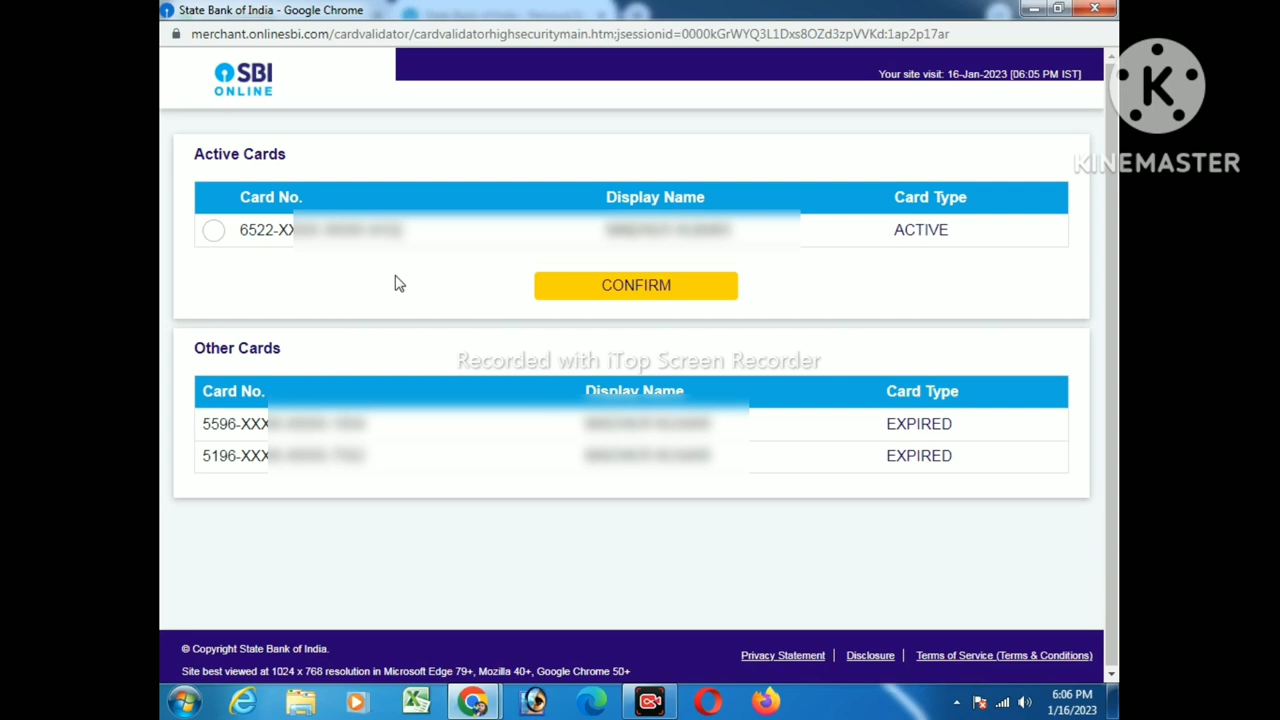 State Bank of India - Google Chrome
merchant.onlinesbi.com/cardvalidator/cardvalidatorhighsecuritymain.htm;jsessionid=0000kGrWYQ3L1Dxs8OZd3zpVVKd:1ap2p17ar
SBI
ONLINE
Your site visit: 16-Jan-2023 [06:05 PM IST]
K
KINEMASTER
Active Cards
Card No. Display Name Card Type
6522-XX ACTIVE
CONFIRM
Other Cards
Recorded with iTop Screen Recorder
Card No. Display Name Card Type
5596-XXX EXPIRED
5196-XXX EXPIRED
© Copyright State Bank of India.
Privacy Statement | Disclosure | Terms of Service (Terms & Conditions)
Site best viewed at 1024 x 768 resolution in Microsoft Edge 79+, Mozilla 40+, Google Chrome 50+
6:06 PM
1/16/2023